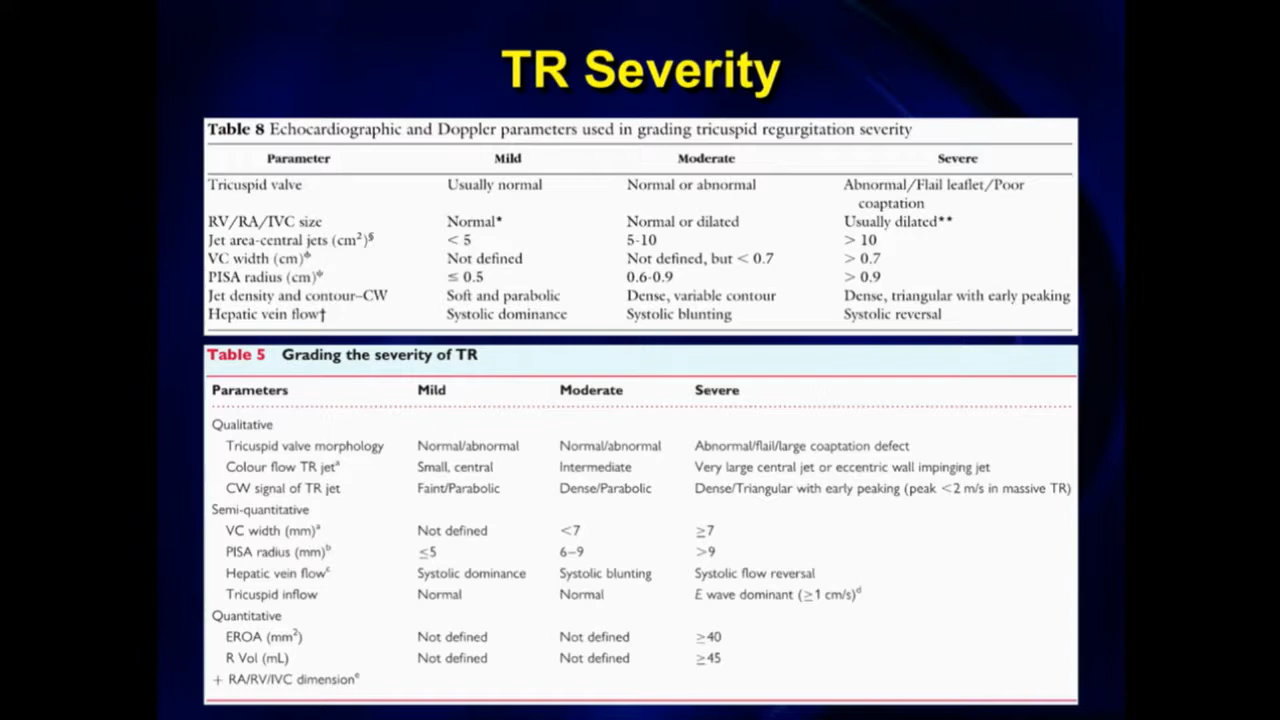 TR Severity
Table 8 Echocardiographic and Doppler parameters used in grading tricuspid regurgitation severity
Parameter Mild Moderate Severe
Tricuspid valve Usually normal Normal or abnormal Abnormal/Flail leaflet/Poor
coaptation
RV/RA/IVC size Normal* Normal or dilated Usually dilated**
Jet area-central jets (cm²)§ < 5 5-10 > 10
VC width (cm) Not defined Not defined, but < 0.7 > 0.7
PISA radius (cm) ≤ 0.5 0.6-0.9 > 0.9
Jet density and contour–CW Soft and parabolic Dense, variable contour Dense, triangular with early peaking
Hepatic vein flow† Systolic dominance Systolic blunting Systolic reversal
Table 5 Grading the severity of TR
Parameters Mild Moderate Severe
Qualitative
Tricuspid valve morphology Normal/abnormal Normal/abnormal Abnormal/flail/large coaptation defect
Colour flow TR jetᵃ Small, central Intermediate Very large central jet or eccentric wall impinging jet
CW signal of TR jet Faint/Parabolic Dense/Parabolic Dense/Triangular with early peaking (peak <2 m/s in massive TR)
Semi-quantitative
VC width (mm)ᵃ Not defined <7 ≥7
PISA radius (mm)ᵇ ≤5 6–9 >9
Hepatic vein flowᶜ Systolic dominance Systolic blunting Systolic flow reversal
Tricuspid inflow Normal Normal E wave dominant (≥1 cm/s)ᵈ
Quantitative
EROA (mm²) Not defined Not defined ≥40
R Vol (mL) Not defined Not defined ≥45
+ RA/RV/IVC dimensionᵉ